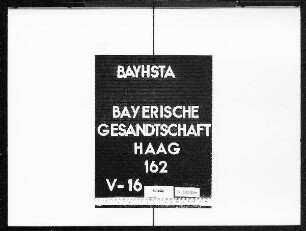 BAYHSTA
BAYERISCHE
GESANDTSCHAFT
HAAG
162
V-16